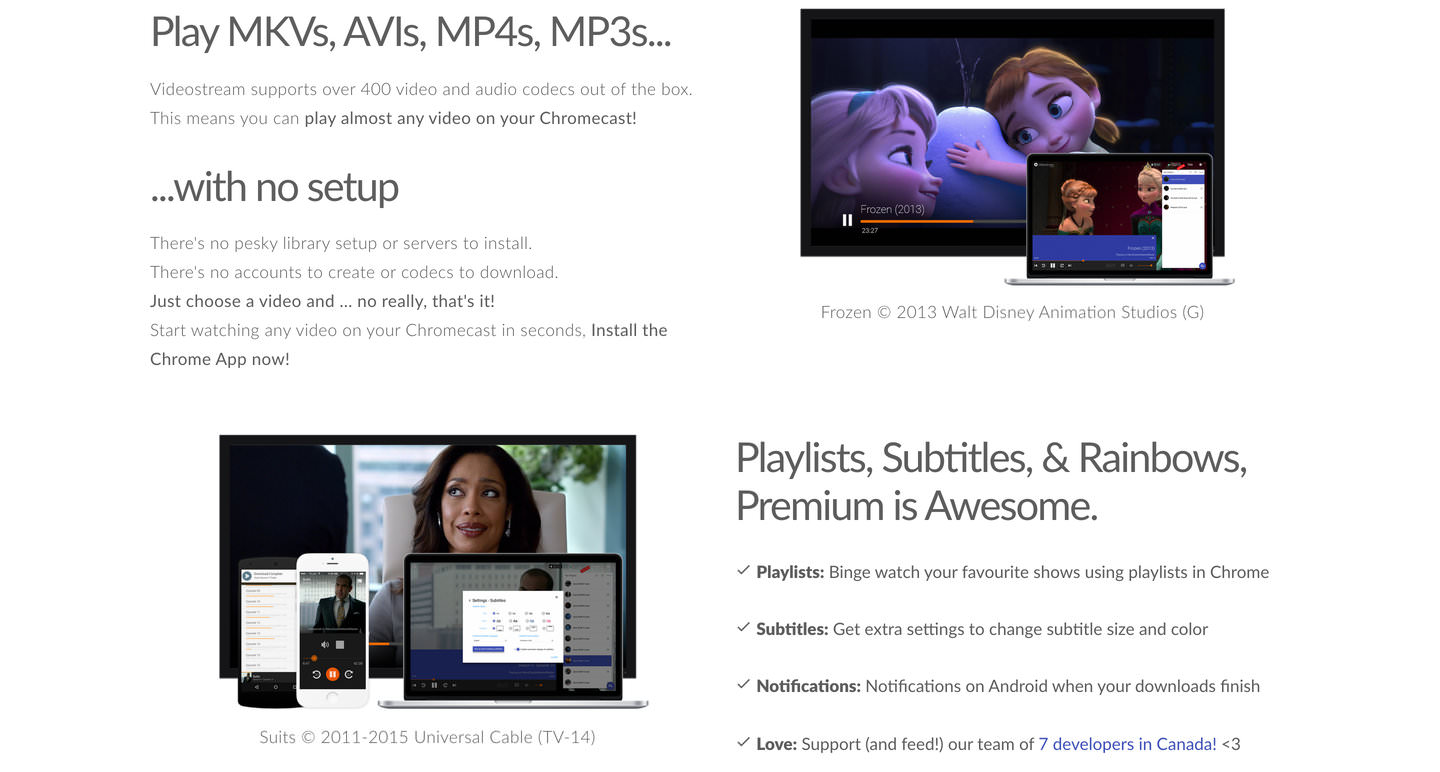 Play MKVs, AVIs, MP4s, MP3s...
Videostream supports over 400 video and audio codecs out of the box.
This means you can play almost any video on your Chromecast!
...with no setup
There's no pesky library setup or servers to install.
There's no accounts to create or codecs to download.
Just choose a video and ... no really, that's it!
Start watching any video on your Chromecast in seconds, Install the
Chrome App now!
Frozen (2013)
23:27
Frozen (2013)
Frozen © 2013 Walt Disney Animation Studios (G)
Download Complete
Settings - Subtitles
Suits © 2011-2015 Universal Cable (TV-14)
Playlists, Subtitles, & Rainbows,
Premium is Awesome.
Playlists: Binge watch your favourite shows using playlists in Chrome
Subtitles: Get extra settings to change subtitle size and color
Notifications: Notifications on Android when your downloads finish
Love: Support (and feed!) our team of 7 developers in Canada! <3